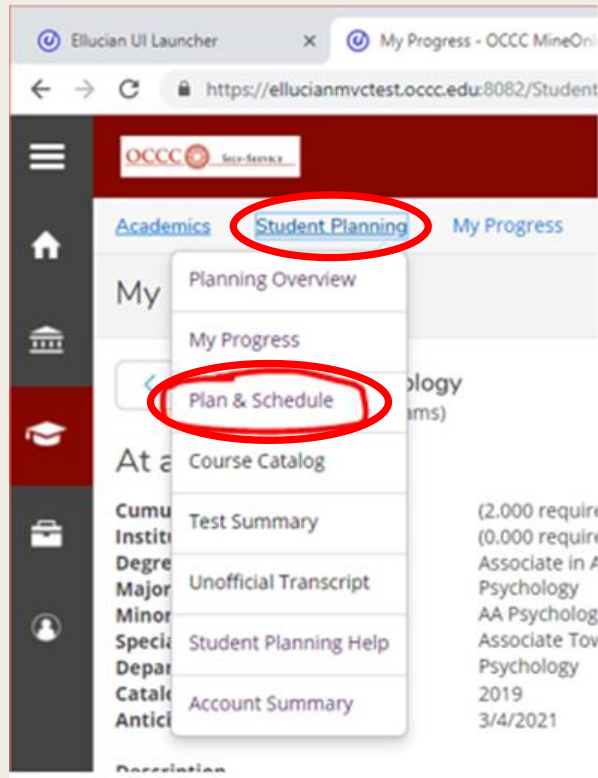 Ellucian UI Launcher
My Progress - OCCC MineOnl
https://ellucianmvctest.occc.edu:8082/Student
OCCC SELF-SERVICE
Academics Student Planning My Progress
My
Planning Overview
My Progress
ology
Plan & Schedule
ams)
At a
Course Catalog
Cumu (2.000 require
Test Summary
Institu (0.000 require
Degre Associate in A
Unofficial Transcript
Major Psychology
Minor AA Psycholog
Student Planning Help
Specia Associate Tow
Depar Psychology
Catalo 2019
Account Summary
Antici 3/4/2021
Description